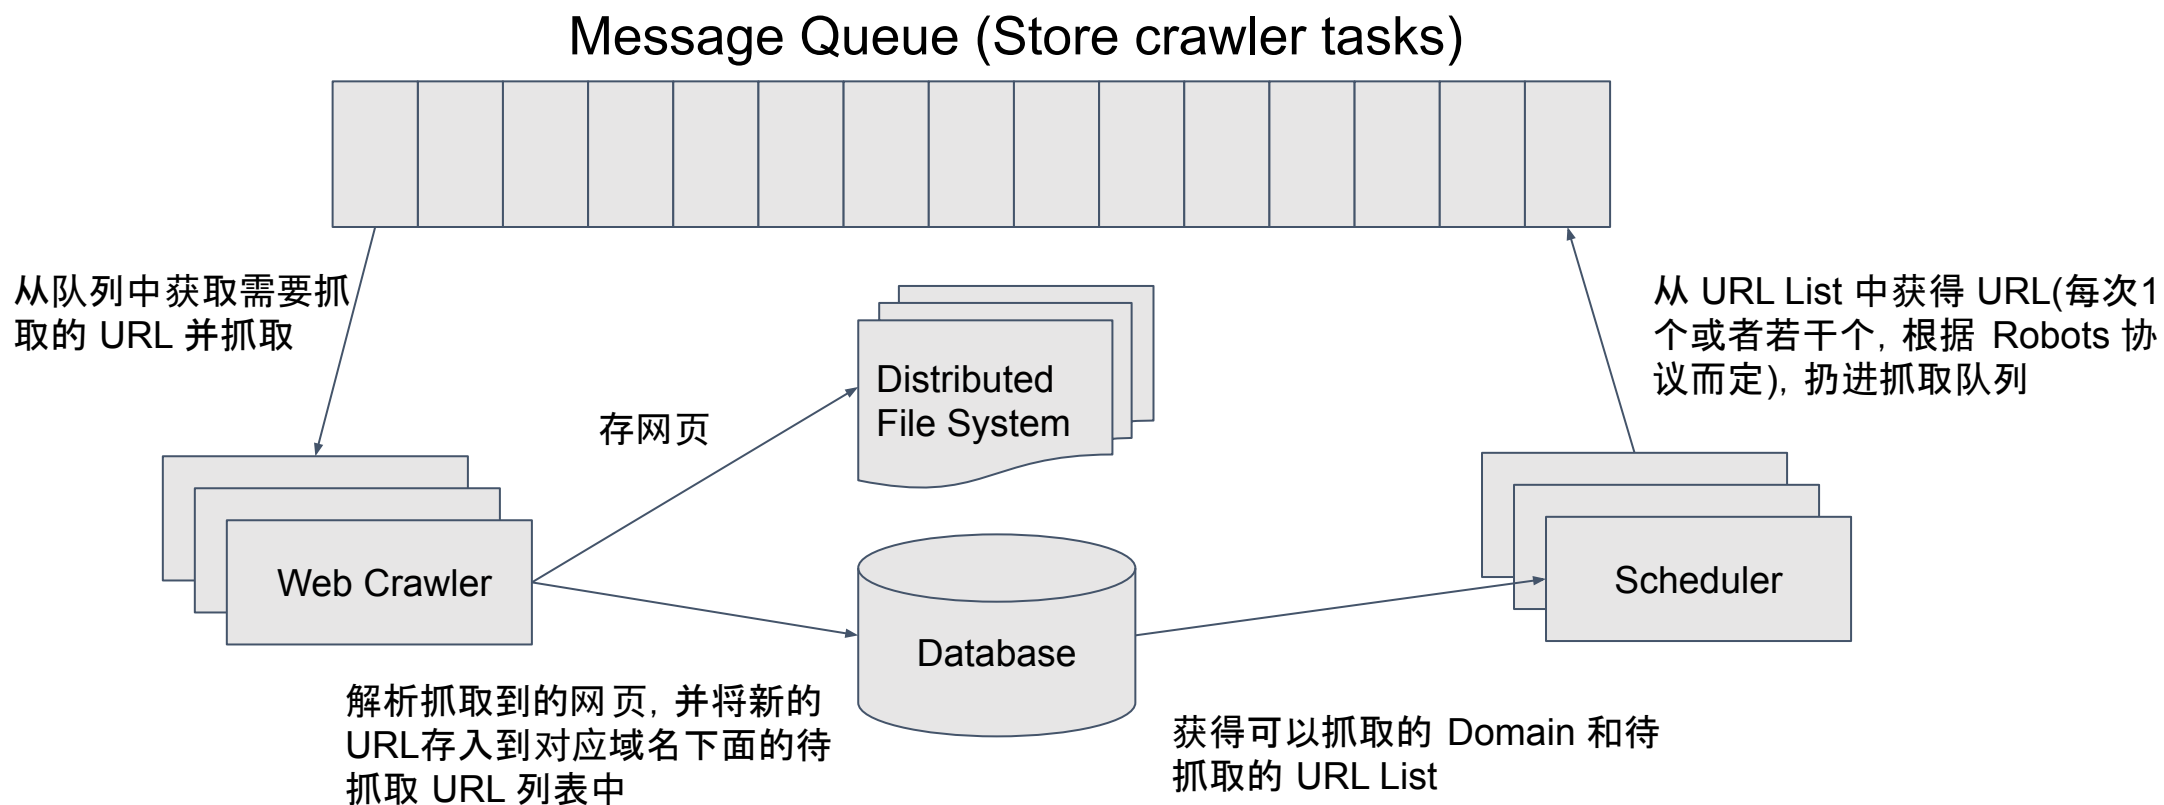 Message Queue (Store crawler tasks)
从队列中获取需要抓
取的 URL 并抓取
从 URL List 中获得 URL(每次1
个或者若干个, 根据 Robots 协
议而定), 扔进抓取队列
存网页
Distributed
File System
Web Crawler
Database
Scheduler
解析抓取到的网页, 并将新的
URL存入到对应域名下面的待
抓取 URL 列表中
获得可以抓取的 Domain 和待
抓取的 URL List